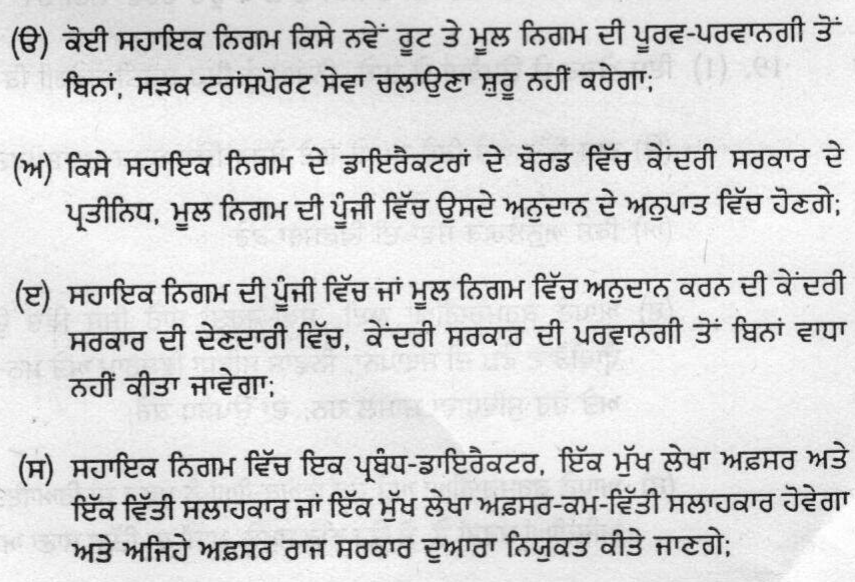 (ੳ) ਕੋਈ ਸਹਾਇਕ ਨਿਗਮ ਕਿਸੇ ਨਵੇਂ ਰੂਟ ਤੇ ਮੂਲ ਨਿਗਮ ਦੀ ਪੂਰਵ-ਪਰਵਾਨਗੀ ਤੋਂ
ਬਿਨਾਂ, ਸੜਕ ਟਰਾਂਸਪੋਰਟ ਸੇਵਾ ਚਲਾਉਣਾ ਸ਼ੁਰੂ ਨਹੀਂ ਕਰੇਗਾ;
(ਅ) ਕਿਸੇ ਸਹਾਇਕ ਨਿਗਮ ਦੇ ਡਾਇਰੈਕਟਰਾਂ ਦੇ ਬੋਰਡ ਵਿੱਚ ਕੇਂਦਰੀ ਸਰਕਾਰ ਦੇ
ਪ੍ਰਤੀਨਿਧ, ਮੂਲ ਨਿਗਮ ਦੀ ਪੂੰਜੀ ਵਿੱਚ ਉਸਦੇ ਅਨੁਦਾਨ ਦੇ ਅਨੁਪਾਤ ਵਿੱਚ ਹੋਣਗੇ;
(ੲ) ਸਹਾਇਕ ਨਿਗਮ ਦੀ ਪੂੰਜੀ ਵਿੱਚ ਜਾਂ ਮੂਲ ਨਿਗਮ ਵਿੱਚ ਅਨੁਦਾਨ ਕਰਨ ਦੀ ਕੇਂਦਰੀ
ਸਰਕਾਰ ਦੀ ਦੇਣਦਾਰੀ ਵਿੱਚ, ਕੇਂਦਰੀ ਸਰਕਾਰ ਦੀ ਪਰਵਾਨਗੀ ਤੋਂ ਬਿਨਾਂ ਵਾਧਾ
ਨਹੀਂ ਕੀਤਾ ਜਾਵੇਗਾ;
(ਸ) ਸਹਾਇਕ ਨਿਗਮ ਵਿੱਚ ਇਕ ਪ੍ਰਬੰਧ-ਡਾਇਰੈਕਟਰ, ਇੱਕ ਮੁੱਖ ਲੇਖਾ ਅਫ਼ਸਰ ਅਤੇ
ਇੱਕ ਵਿੱਤੀ ਸਲਾਹਕਾਰ ਜਾਂ ਇੱਕ ਮੁੱਖ ਲੇਖਾ ਅਫ਼ਸਰ-ਕਮ-ਵਿੱਤੀ ਸਲਾਹਕਾਰ ਹੋਵੇਗਾ
ਅਤੇ ਅਜਿਹੇ ਅਫ਼ਸਰ ਰਾਜ ਸਰਕਾਰ ਦੁਆਰਾ ਨਿਯੁਕਤ ਕੀਤੇ ਜਾਣਗੇ;